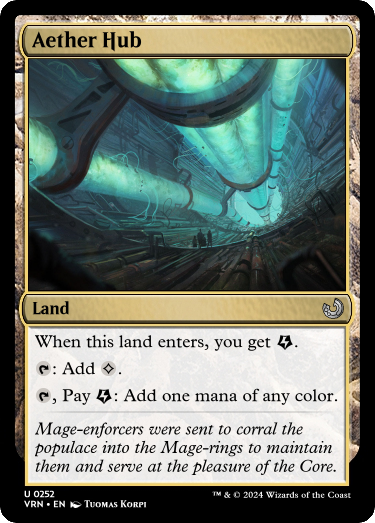 Aether Hub
Land
When this land enters, you get .
: Add .
, Pay : Add one mana of any color.
Mage-enforcers were sent to corral the
populace into the Mage-rings to maintain
them and serve at the pleasure of the Core.
U 0252
VRN • EN Tuomas Korpi
™ & © 2024 Wizards of the Coast